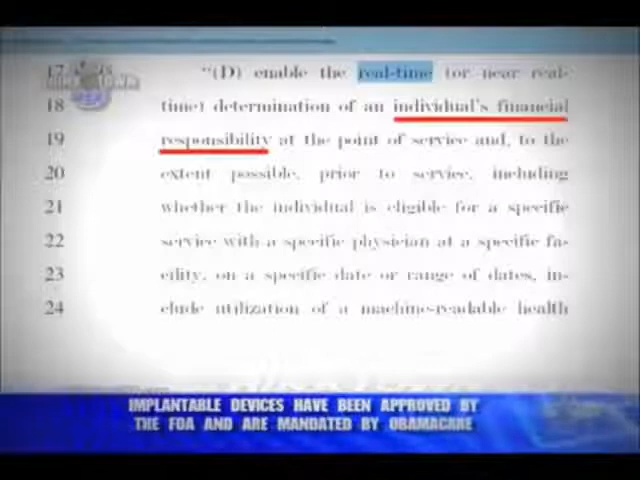 17 “(D) enable the real-time (or near real-
18 time) determination of an individual’s financial
19 responsibility at the point of service and, to the
20 extent possible, prior to service, including
21 whether the individual is eligible for a specific
22 service with a specific physician at a specific fa-
23 cility, on a specific date or range of dates, in-
24 clude utilization of a machine-readable health
IMPLANTABLE DEVICES HAVE BEEN APPROVED BY
THE FDA AND ARE MANDATED BY OBAMACARE